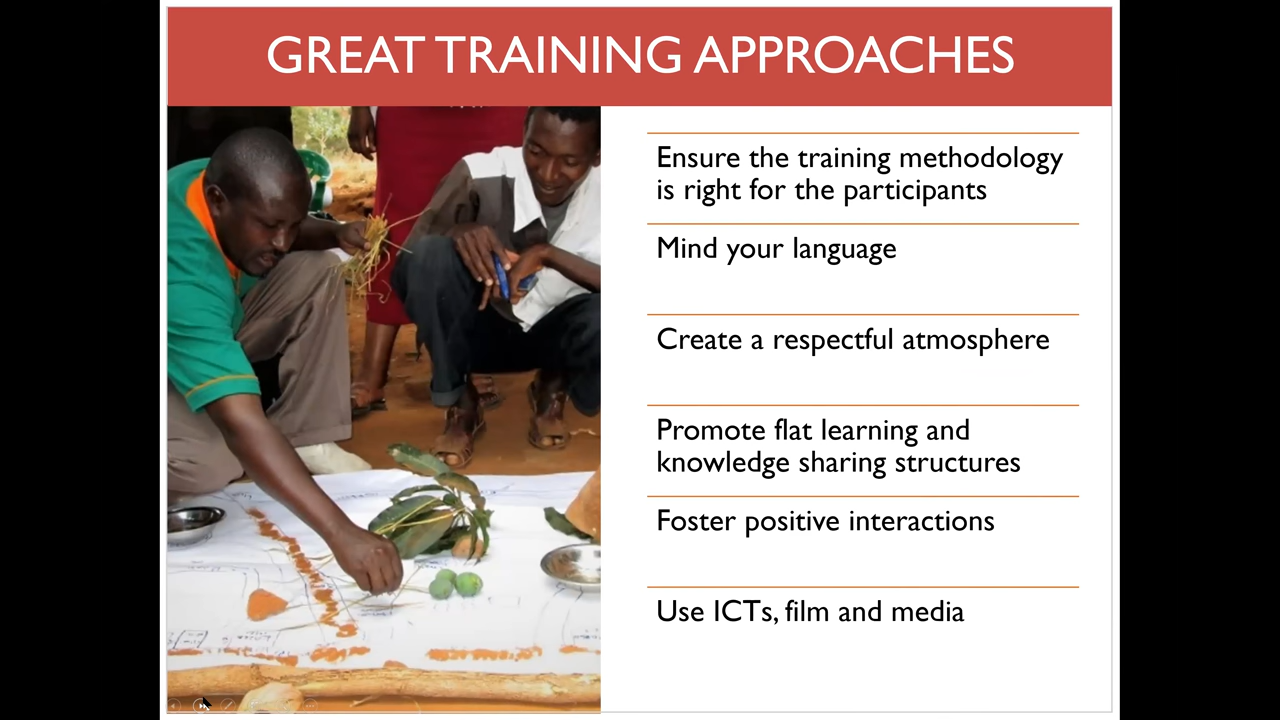 GREAT TRAINING APPROACHES
Ensure the training methodology
is right for the participants
Mind your language
Create a respectful atmosphere
Promote flat learning and
knowledge sharing structures
Foster positive interactions
Use ICTs, film and media